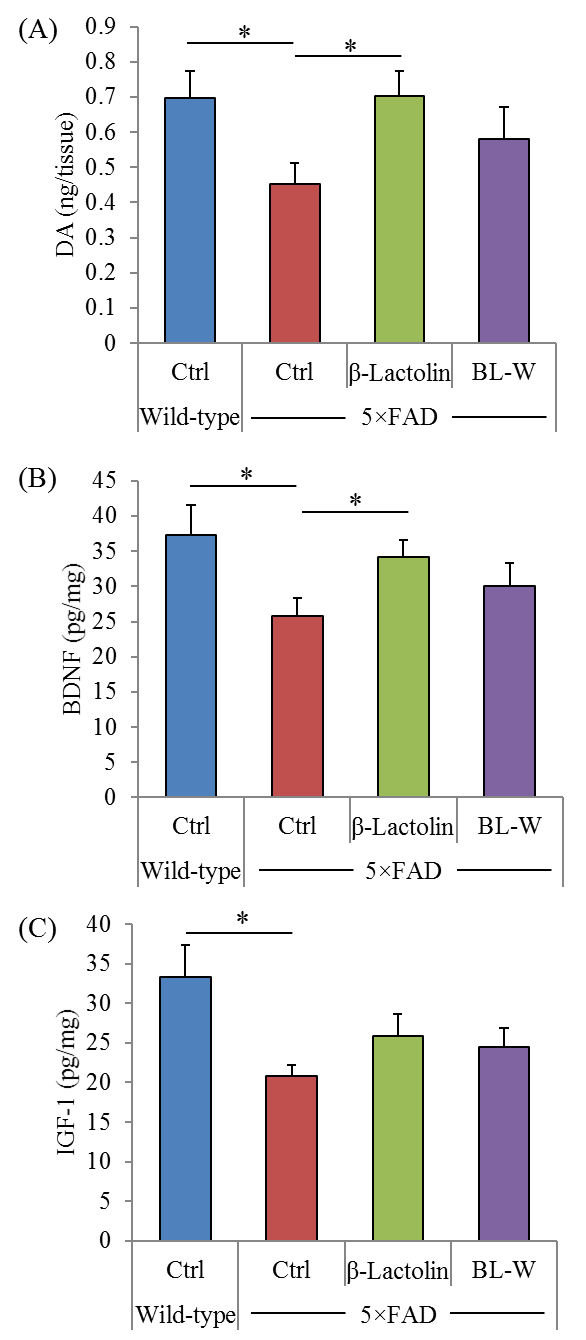 (A)
DA (ng/tissue)
0.9
0.8
0.7
0.6
0.5
0.4
0.3
0.2
0.1
0
* *
Ctrl Ctrl β-Lactolin BL-W
Wild-type 5×FAD
(B)
BDNF (pg/mg)
45
40
35
30
25
20
15
10
5
0
* *
Ctrl Ctrl β-Lactolin BL-W
Wild-type 5×FAD
(C)
IGF-1 (pg/mg)
40
35
30
25
20
15
10
5
0
*
Ctrl Ctrl β-Lactolin BL-W
Wild-type 5×FAD